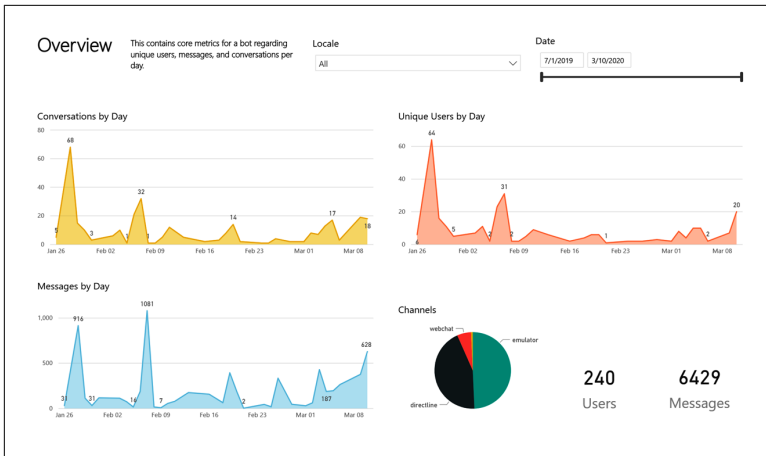 Overview
This contains core metrics for a bot regarding
unique users, messages, and conversations per
day.
Locale
All
Date
7/1/2019
3/10/2020
Conversations by Day
80
60
40
20
0
68
5
3
1
32
1
14
17
18
Jan 26
Feb 02
Feb 09
Feb 16
Feb 23
Mar 01
Mar 08
Unique Users by Day
60
40
20
0
64
6
5
2
31
2
1
2
20
Jan 26
Feb 02
Feb 09
Feb 16
Feb 23
Mar 01
Mar 08
Messages by Day
1,000
500
0
916
31
31
16
1081
7
2
187
628
Jan 26
Feb 02
Feb 09
Feb 16
Feb 23
Mar 01
Mar 08
Channels
webchat
emulator
directline
240
Users
6429
Messages